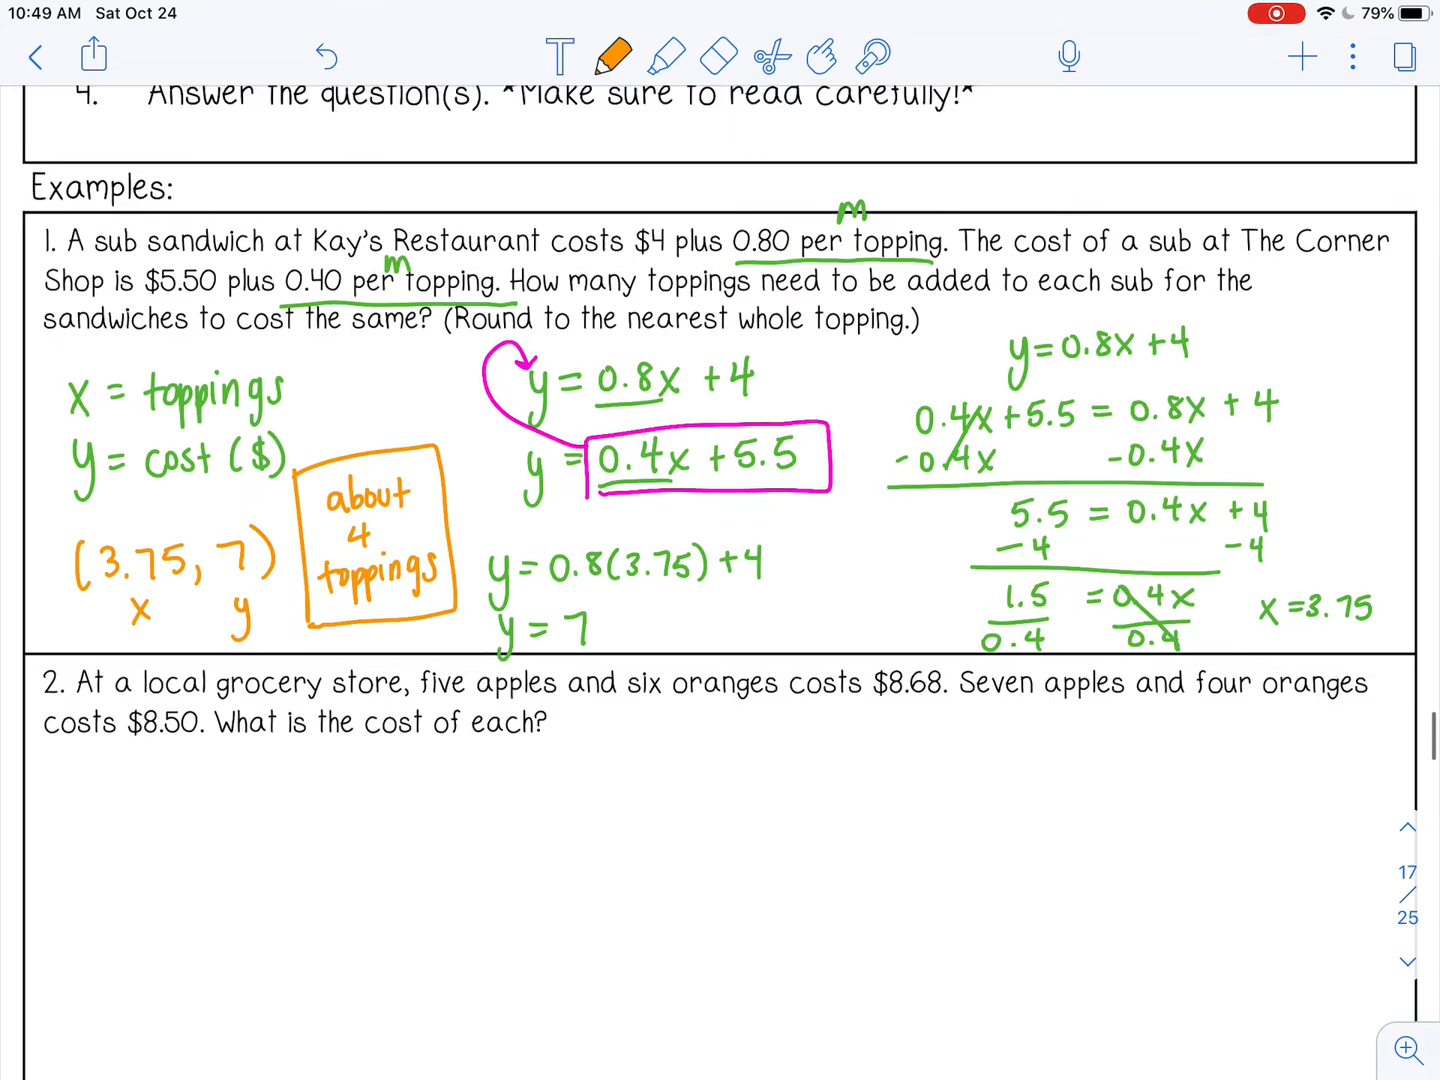 10:49 AM Sat Oct 24
79%
4. Answer the question(s). *Make sure to read carefully!*
Examples:
m
1. A sub sandwich at Kay's Restaurant costs $4 plus 0.80 per topping. The cost of a sub at The Corner
m
Shop is $5.50 plus 0.40 per topping. How many toppings need to be added to each sub for the
sandwiches to cost the same? (Round to the nearest whole topping.)
x = toppings
y = cost ($)
(3.75, 7)
x y
about
4
toppings
y = 0.8x + 4
y = 0.4x + 5.5
y = 0.8(3.75) + 4
y = 7
y = 0.8x + 4
0.4x + 5.5 = 0.8x + 4
-0.4x -0.4x
5.5 = 0.4x + 4
-4 -4
1.5 = 0.4x
0.4 0.4
x = 3.75
2. At a local grocery store, five apples and six oranges costs $8.68. Seven apples and four oranges
costs $8.50. What is the cost of each?
17
/
25